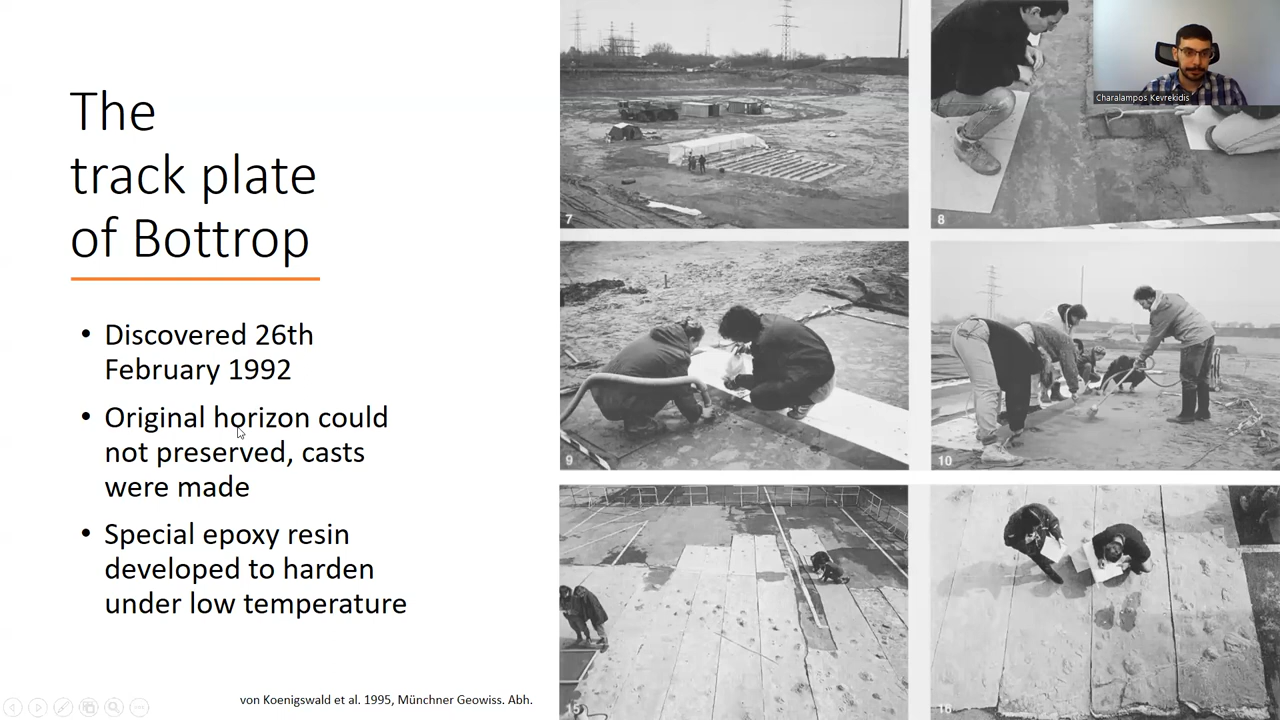 The
track plate
of Bottrop
• Discovered 26th
February 1992
• Original horizon could
not preserved, casts
were made
• Special epoxy resin
developed to harden
under low temperature
von Koenigswald et al. 1995, Münchner Geowiss. Abh.
7
8
Charalampos Kevrekidis
9
10
15
16